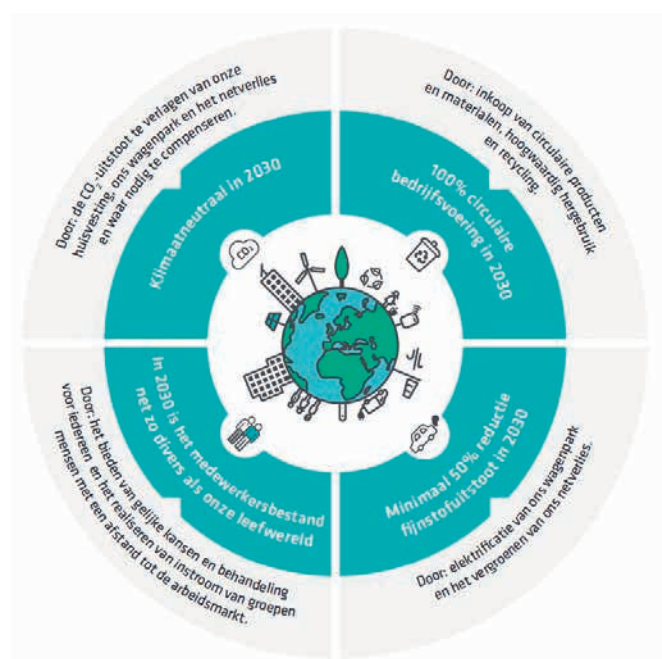 Door: de CO₂-uitstoot te verlagen van onze
huisvesting, ons wagenpark en het netverlies
en waar nodig te compenseren.
Klimaatneutraal in 2030
Door: inkoop van circulaire producten
en materialen, hoogwaardig hergebruik
en recycling.
100% circulaire
bedrijfsvoering in 2030
In 2030 is het medewerkersbestand
net zo divers als onze leefwereld
Door: het bieden van gelijke kansen en behandeling
voor iedereen en het realiseren van instroom van groepen
mensen met een afstand tot de arbeidsmarkt.
Minimaal 50% reductie
fijnstofuitstoot in 2030
Door: elektrificatie van ons wagenpark
en het vergroenen van ons netverlies.